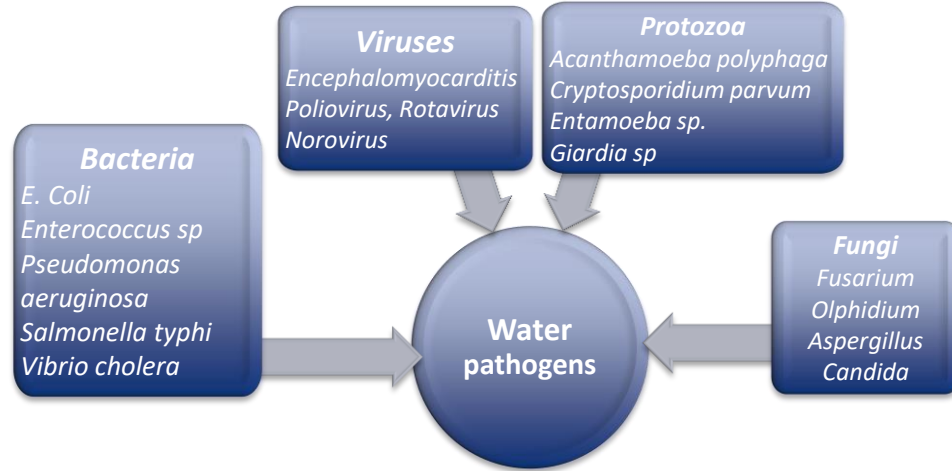 Viruses
Encephalomyocarditis
Poliovirus, Rotavirus
Norovirus
Protozoa
Acanthamoeba polyphaga
Cryptosporidium parvum
Entamoeba sp.
Giardia sp
Bacteria
E. Coli
Enterococcus sp
Pseudomonas
aeruginosa
Salmonella typhi
Vibrio cholera
Water
pathogens
Fungi
Fusarium
Olphidium
Aspergillus
Candida